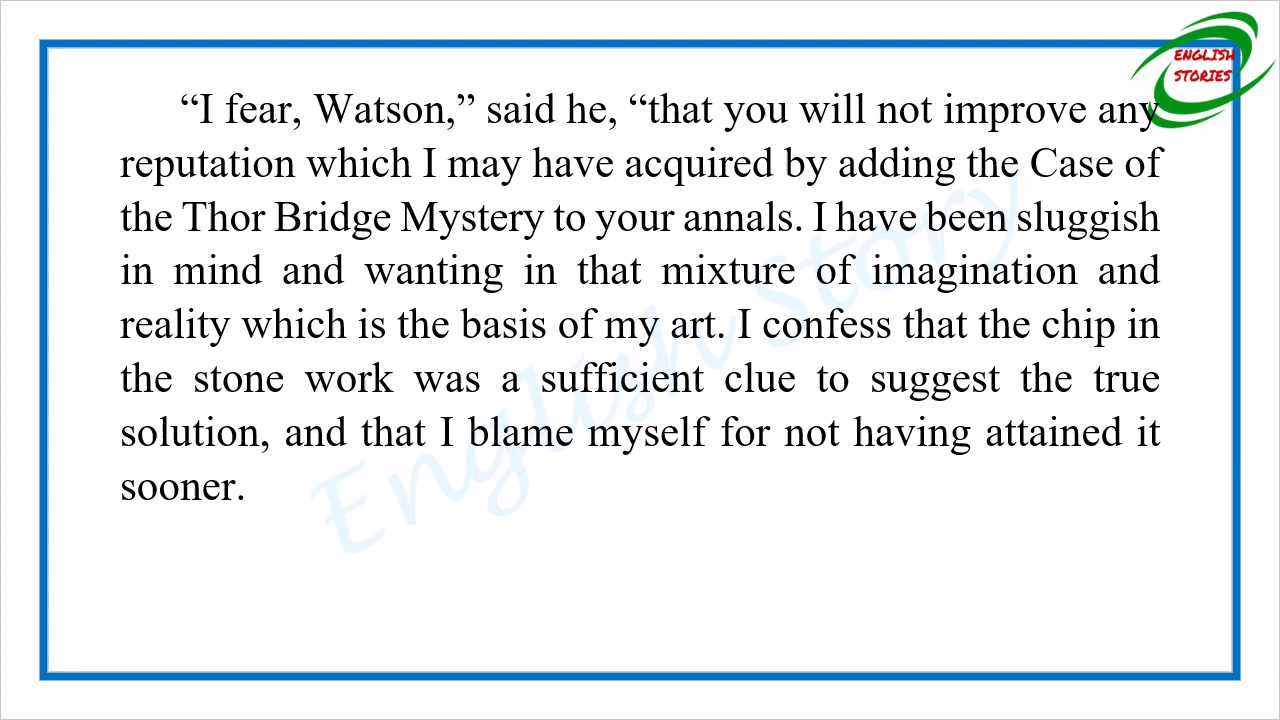 ENGLISH
STORIES
“I fear, Watson,” said he, “that you will not improve any
reputation which I may have acquired by adding the Case of
the Thor Bridge Mystery to your annals. I have been sluggish
in mind and wanting in that mixture of imagination and
reality which is the basis of my art. I confess that the chip in
the stone work was a sufficient clue to suggest the true
solution, and that I blame myself for not having attained it
sooner.
English Story